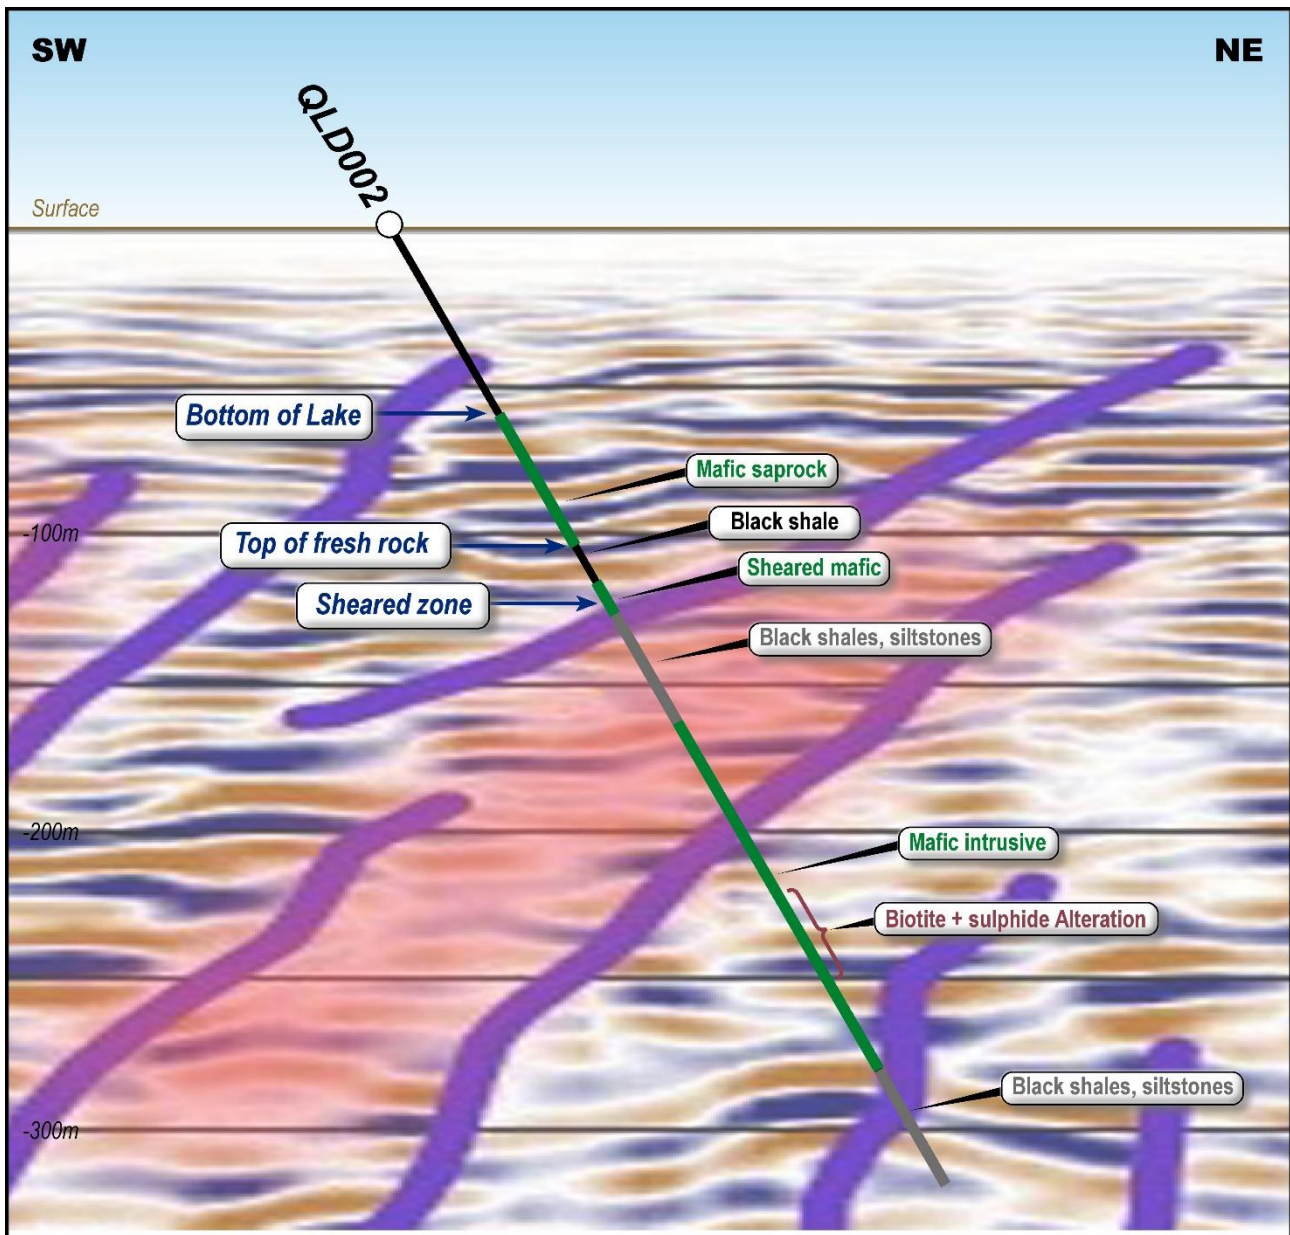 SW
NE
QLD002
Surface
Bottom of Lake
Mafic saprock
Black shale
-100m
Top of fresh rock
Sheared mafic
Sheared zone
Black shales, siltstones
-200m
Mafic intrusive
Biotite + sulphide Alteration
Black shales, siltstones
-300m